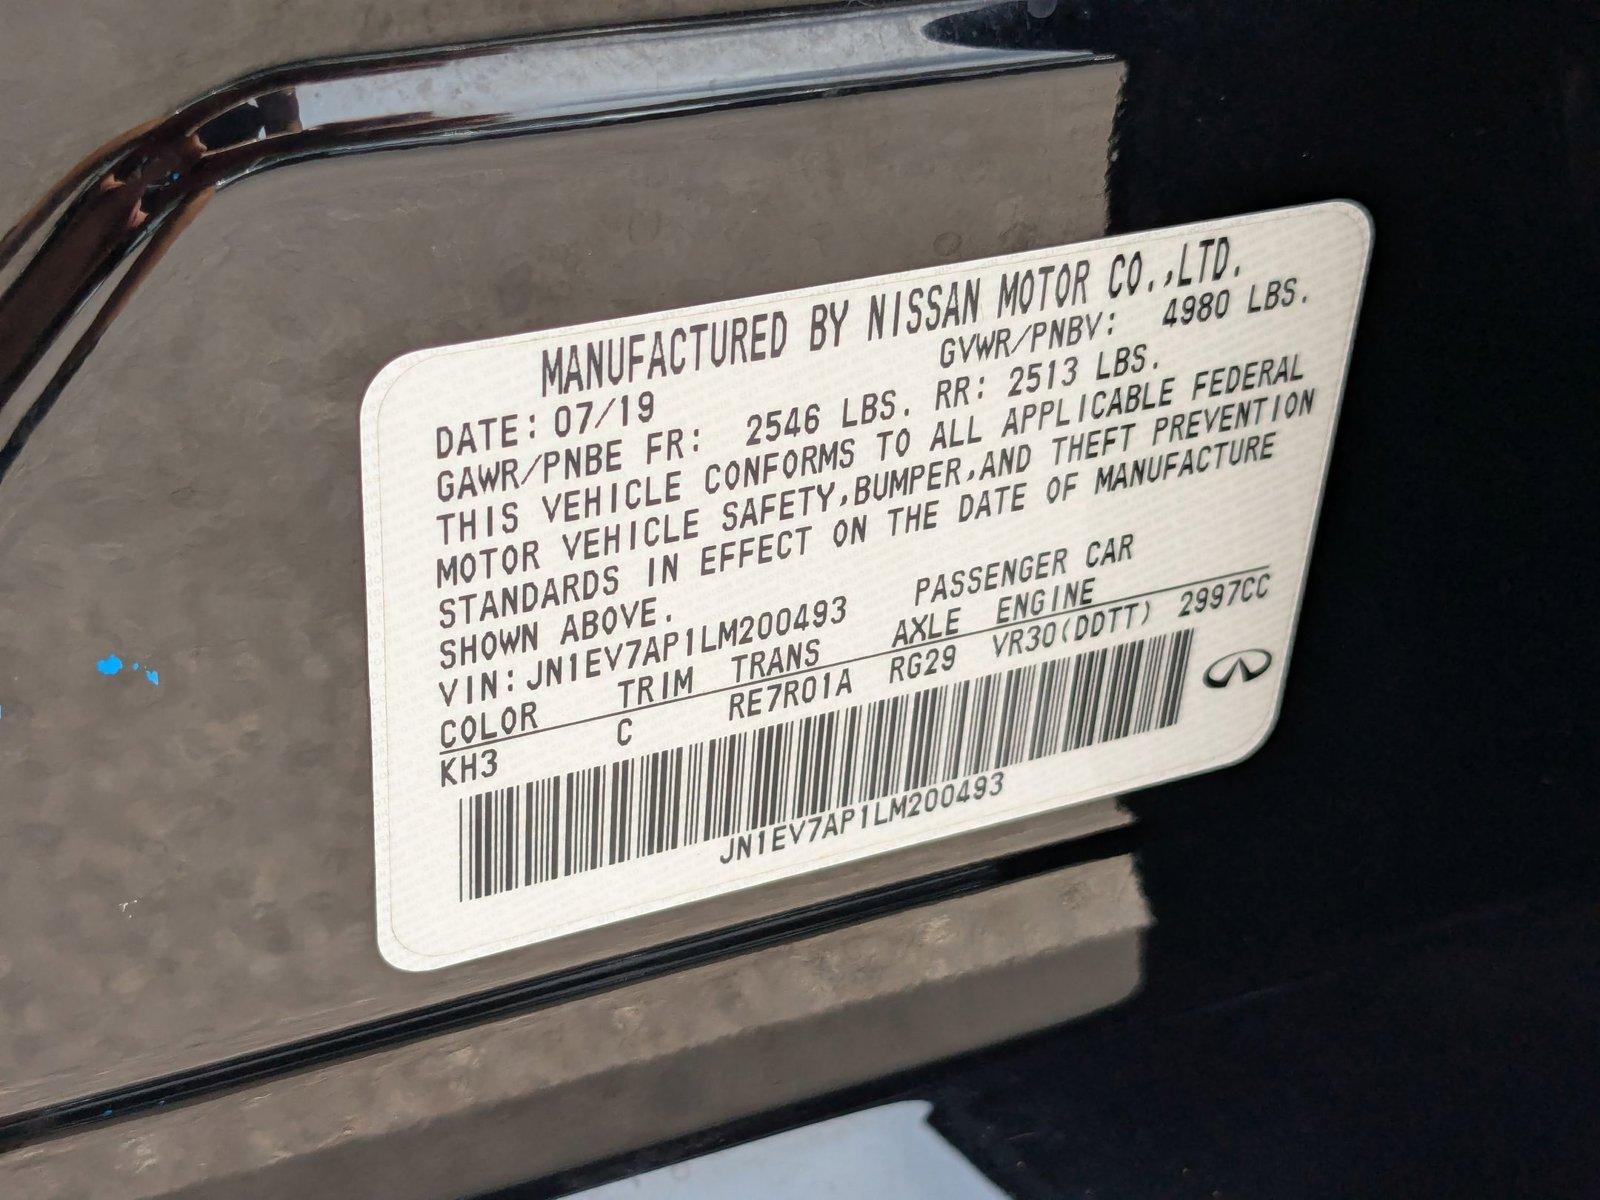 MANUFACTURED BY NISSAN MOTOR CO.,LTD.
DATE: 07/19 GVWR/PNBV: 4980 LBS.
GAWR/PNBE FR: 2546 LBS. RR: 2513 LBS.
THIS VEHICLE CONFORMS TO ALL APPLICABLE FEDERAL
MOTOR VEHICLE SAFETY,BUMPER,AND THEFT PREVENTION
STANDARDS IN EFFECT ON THE DATE OF MANUFACTURE
SHOWN ABOVE.
VIN: JN1EV7AP1LM200493 PASSENGER CAR
COLOR TRIM TRANS AXLE ENGINE
KH3 C RE7R01A RG29 VR30(DDTT) 2997CC
JN1EV7AP1LM200493